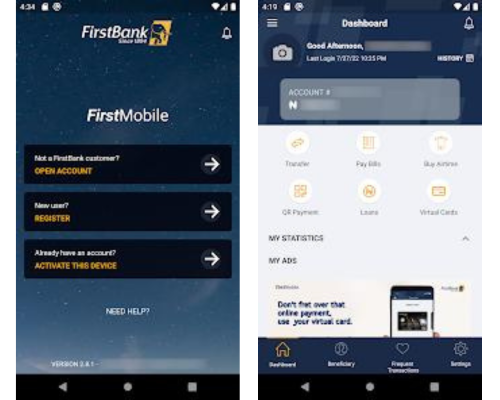 4:34
FirstBank
Since 1894
FirstMobile
Not a FirstBank customer?
OPEN ACCOUNT
New user?
REGISTER
Already have an account?
ACTIVATE THIS DEVICE
NEED HELP?
VERSION 2.8.1
4:19
Dashboard
Good Afternoon,
Last Login 7/27/22 10:35 PM
HISTORY
ACCOUNT #
₦
Transfer
Pay Bills
Buy Airtime
QR Payment
Loans
Virtual Cards
MY STATISTICS
MY ADS
FirstBank
Don't fret over that
online payment,
use your virtual card.
Dashboard
Beneficiary
Frequent
Transactions
Settings